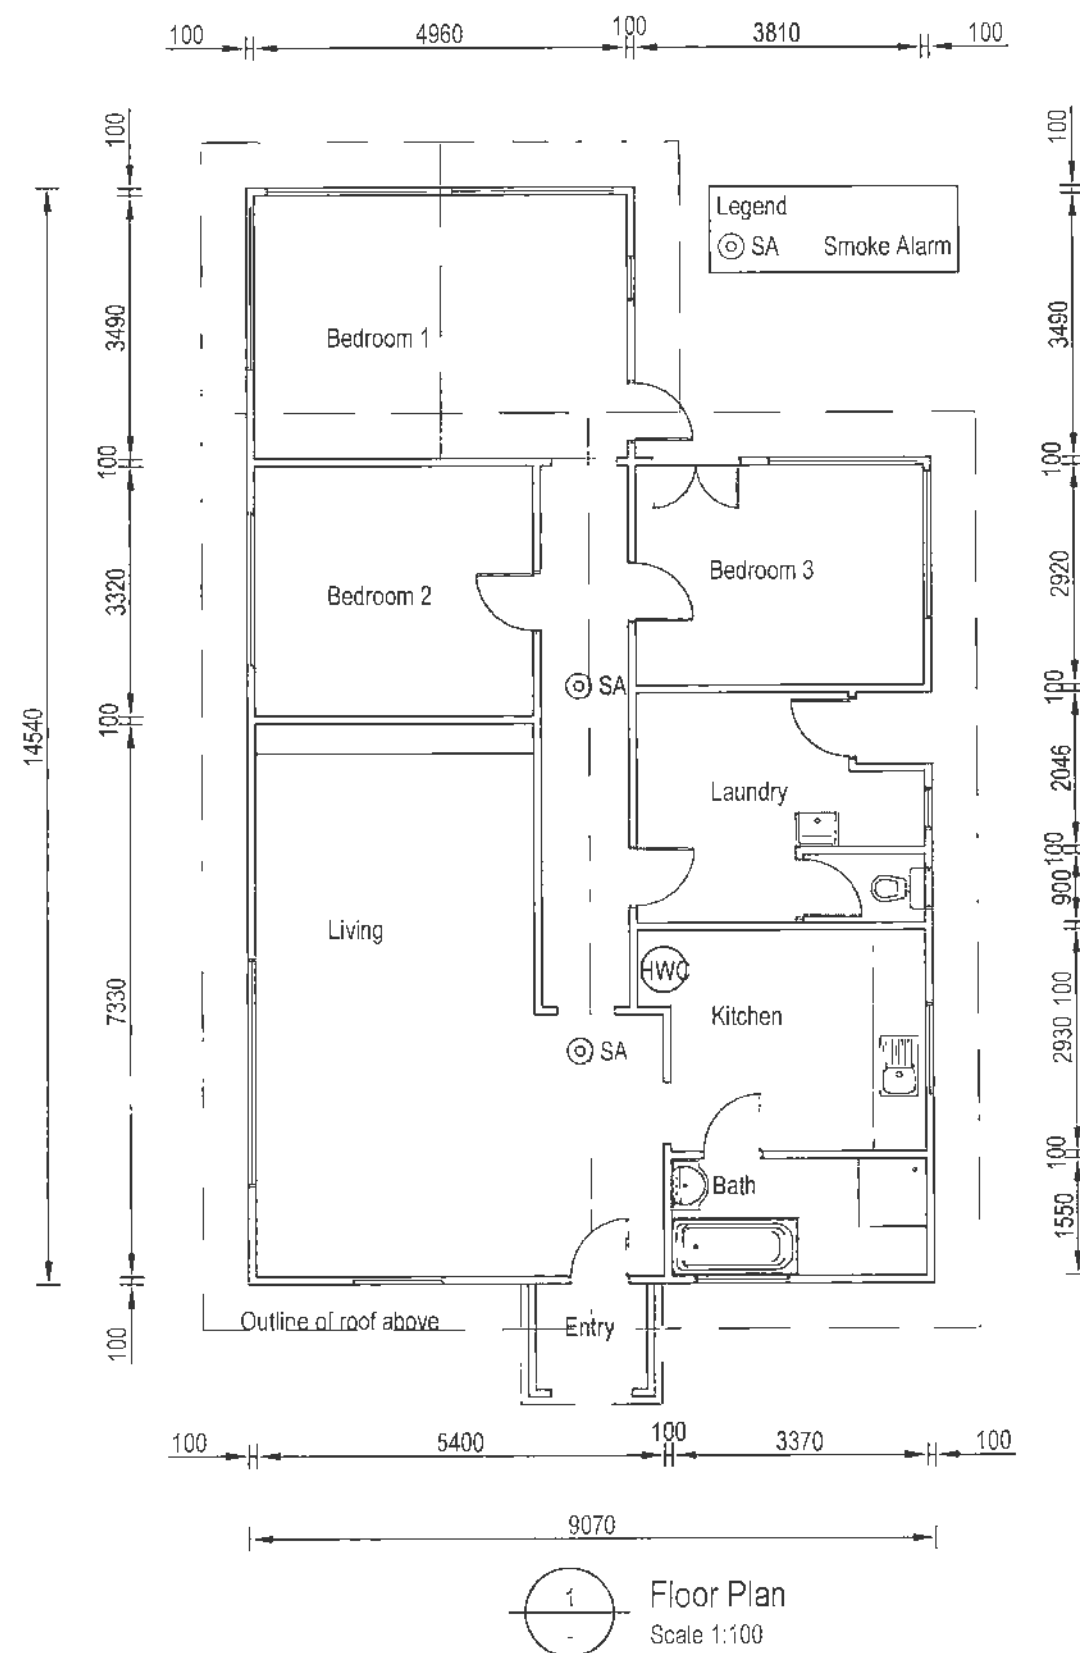 100
4960
100
3810
100
100
100
Legend
SA Smoke Alarm
3490
3490
Bedroom 1
100
100
3320
2920
Bedroom 2
Bedroom 3
SA
100
100
14540
2046
Laundry
100
900
Living
HWC
7330
100
Kitchen
2930
SA
100
Bath
1550
Outline of roof above
Entry
100
100
5400
100
3370
100
9070
1
-
Floor Plan
Scale 1:100